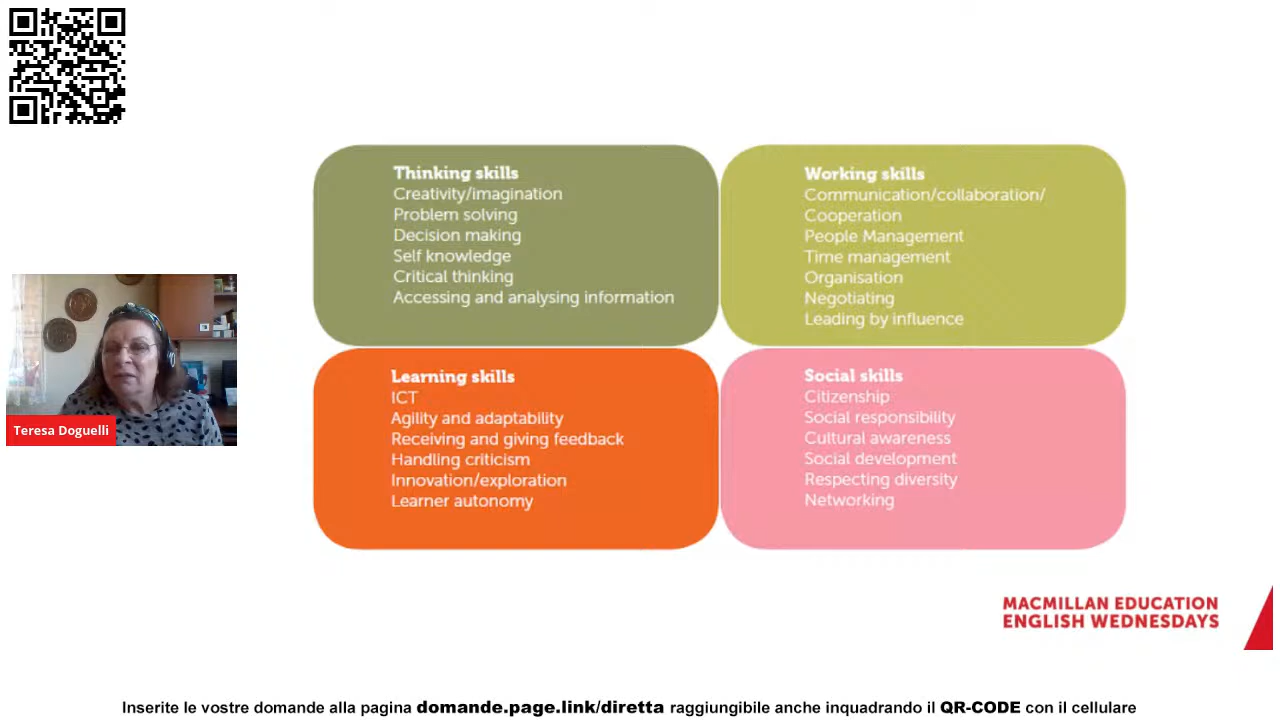 Thinking skills
Creativity/imagination
Problem solving
Decision making
Self knowledge
Critical thinking
Accessing and analysing information
Working skills
Communication/collaboration/
Cooperation
People Management
Time management
Organisation
Negotiating
Leading by influence
Learning skills
ICT
Agility and adaptability
Receiving and giving feedback
Handling criticism
Innovation/exploration
Learner autonomy
Social skills
Citizenship
Social responsibility
Cultural awareness
Social development
Respecting diversity
Networking
Teresa Doguelli
MACMILLAN EDUCATION
ENGLISH WEDNESDAYS
Inserite le vostre domande alla pagina domande.page.link/diretta raggiungibile anche inquadrando il QR-CODE con il cellulare